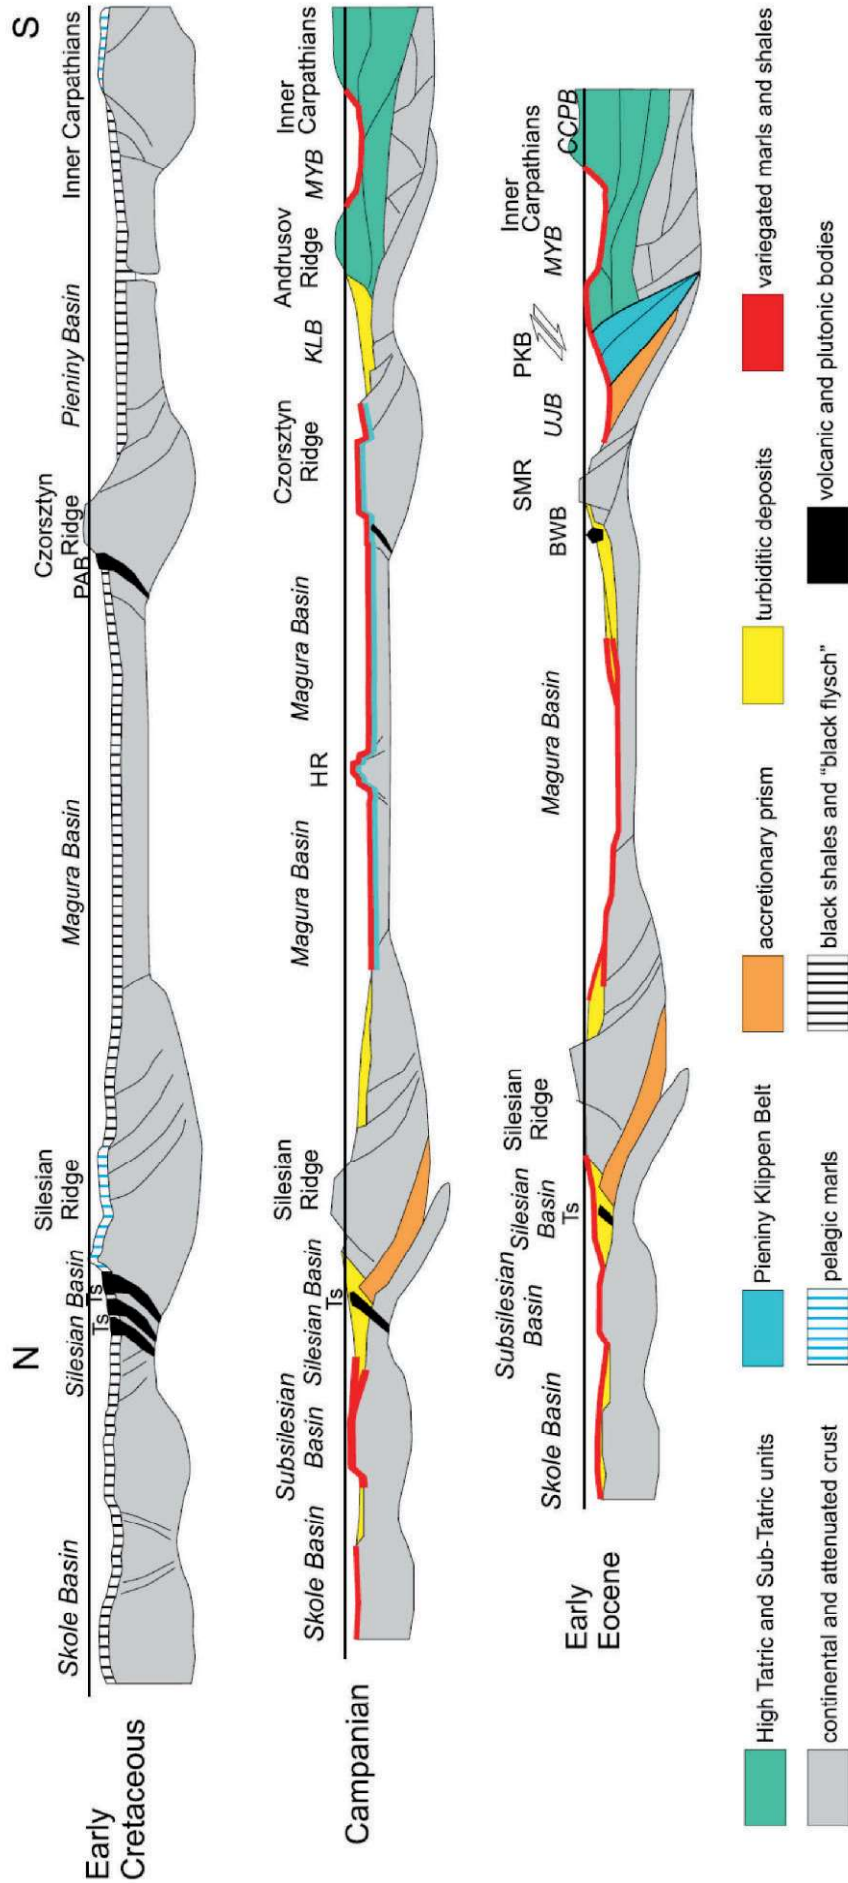 N
S
Early
Cretaceous
Skole Basin
Silesian Basin
Ts
Ts
Silesian
Ridge
Magura Basin
PAB
Czorsztyn
Ridge
Pieniny Basin
Inner Carpathians
Campanian
Skole Basin
Subsilesian
Basin
Silesian Basin
Ts
Silesian
Ridge
Magura Basin
HR
Magura Basin
Czorsztyn
Ridge
KLB
Andrusov
Ridge
MYB
Inner
Carpathians
Early
Eocene
Skole Basin
Subsilesian
Basin
Silesian
Basin
Ts
Silesian
Ridge
Magura Basin
BWB
SMR
UJB
PKB
MYB
Inner
Carpathians
CCPB
High Tatric and Sub-Tatric units
Pieniny Klippen Belt
accretionary prism
turbiditic deposits
variegated marls and shales
continental and attenuated crust
pelagic marls
black shales and "black flysch"
volcanic and plutonic bodies